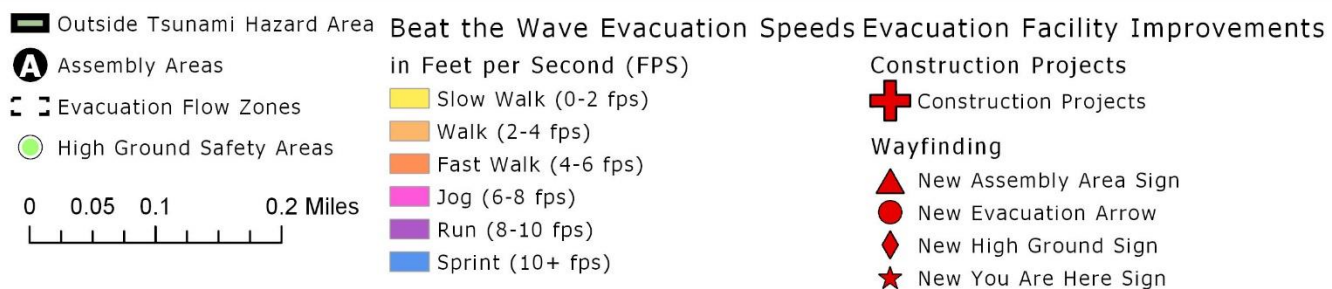 Outside Tsunami Hazard Area
A Assembly Areas
Evacuation Flow Zones
High Ground Safety Areas
0 0.05 0.1 0.2 Miles
Beat the Wave Evacuation Speeds
in Feet per Second (FPS)
Slow Walk (0-2 fps)
Walk (2-4 fps)
Fast Walk (4-6 fps)
Jog (6-8 fps)
Run (8-10 fps)
Sprint (10+ fps)
Evacuation Facility Improvements
Construction Projects
Construction Projects
Wayfinding
New Assembly Area Sign
New Evacuation Arrow
New High Ground Sign
New You Are Here Sign